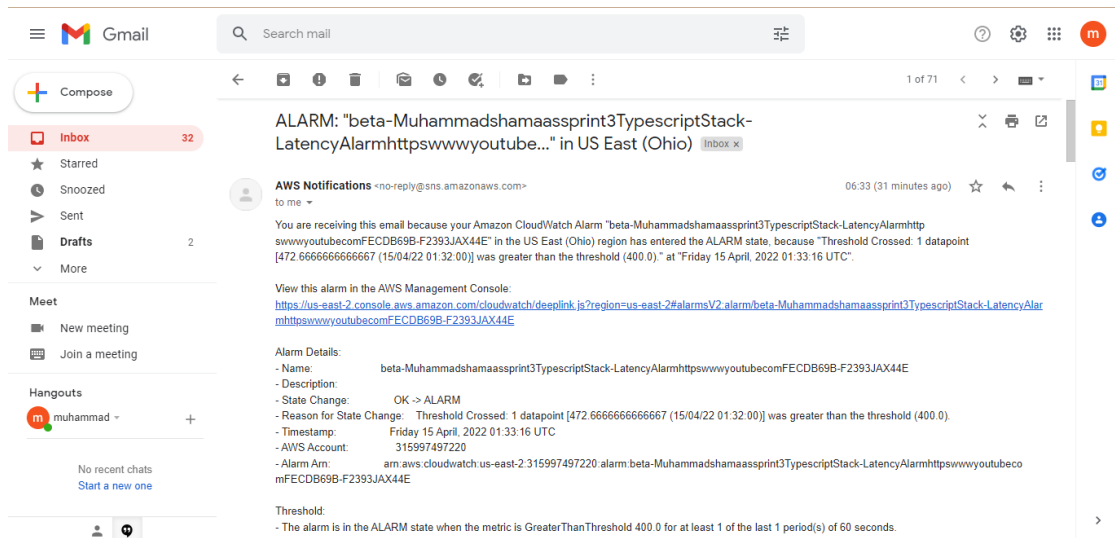 Gmail
Search mail
m
Compose
1 of 71
31
Inbox 32
Starred
Snoozed
Sent
Drafts 2
More
Meet
New meeting
Join a meeting
Hangouts
m muhammad
No recent chats
Start a new one
ALARM: "beta-Muhammadshamaassprint3TypescriptStack-
LatencyAlarmhttpswwwyoutube..." in US East (Ohio) Inbox x
AWS Notifications <no-reply@sns.amazonaws.com> 06:33 (31 minutes ago)
to me
You are receiving this email because your Amazon CloudWatch Alarm "beta-Muhammadshamaassprint3TypescriptStack-LatencyAlarmhttp
swwwyoutubecomFECDB69B-F2393JAX44E" in the US East (Ohio) region has entered the ALARM state, because "Threshold Crossed: 1 datapoint
[472.6666666666667 (15/04/22 01:32:00)] was greater than the threshold (400.0)." at "Friday 15 April, 2022 01:33:16 UTC".
View this alarm in the AWS Management Console:
https://us-east-2.console.aws.amazon.com/cloudwatch/deeplink.js?region=us-east-2#alarmsV2:alarm/beta-Muhammadshamaassprint3TypescriptStack-LatencyAlar
mhttpswwwyoutubecomFECDB69B-F2393JAX44E
Alarm Details:
- Name: beta-Muhammadshamaassprint3TypescriptStack-LatencyAlarmhttpswwwyoutubecomFECDB69B-F2393JAX44E
- Description:
- State Change: OK -> ALARM
- Reason for State Change: Threshold Crossed: 1 datapoint [472.6666666666667 (15/04/22 01:32:00)] was greater than the threshold (400.0).
- Timestamp: Friday 15 April, 2022 01:33:16 UTC
- AWS Account: 315997497220
- Alarm Arn: arn:aws:cloudwatch:us-east-2:315997497220:alarm:beta-Muhammadshamaassprint3TypescriptStack-LatencyAlarmhttpswwwyoutubeco
mFECDB69B-F2393JAX44E
Threshold:
- The alarm is in the ALARM state when the metric is GreaterThanThreshold 400.0 for at least 1 of the last 1 period(s) of 60 seconds.